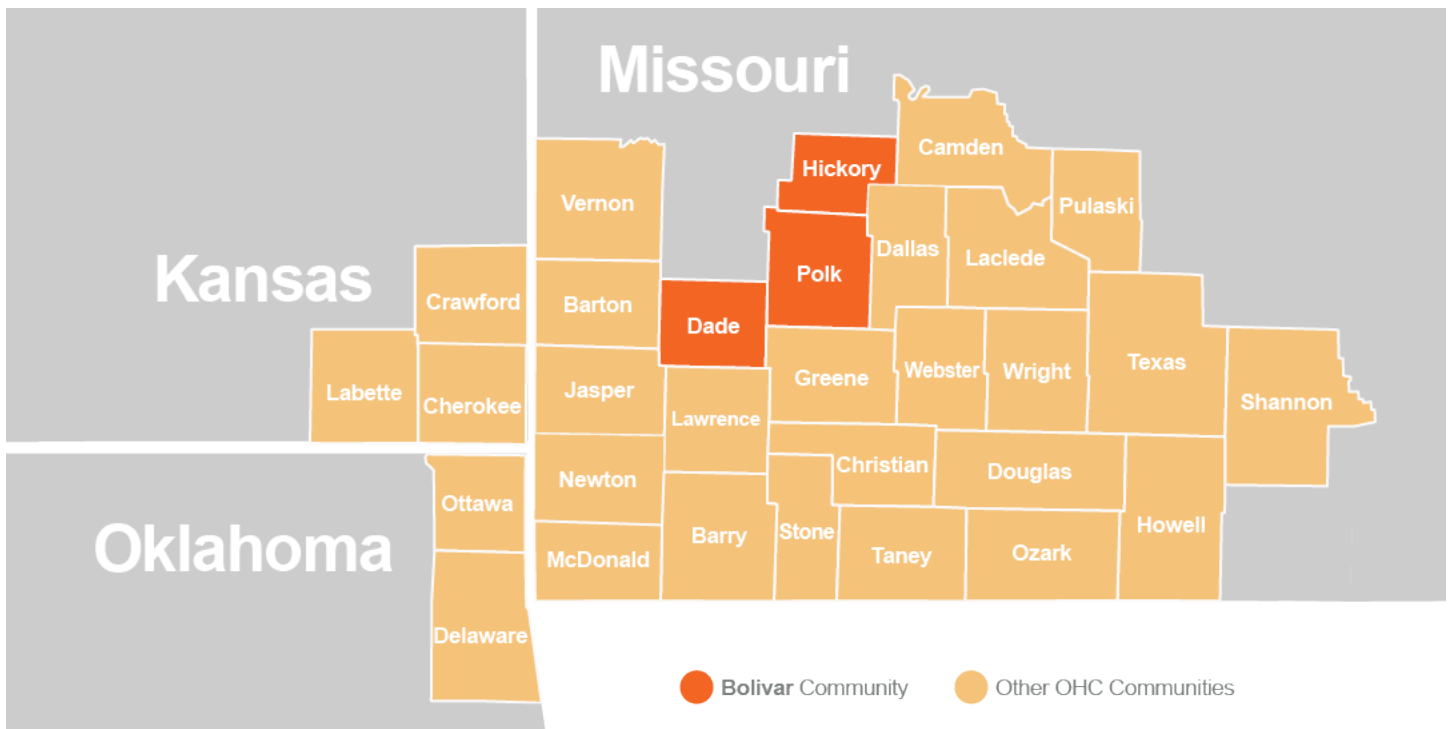 Missouri
Camden
Hickory
Pulaski
Vernon
Dallas
Laclede
Kansas
Polk
Crawford
Barton
Dade
Texas
Greene
Webster
Wright
Labette
Jasper
Cherokee
Shannon
Lawrence
Christian
Douglas
Newton
Ottawa
Howell
Stone
Barry
Oklahoma
McDonald
Taney
Ozark
Delaware
Bolivar Community
Other OHC Communities